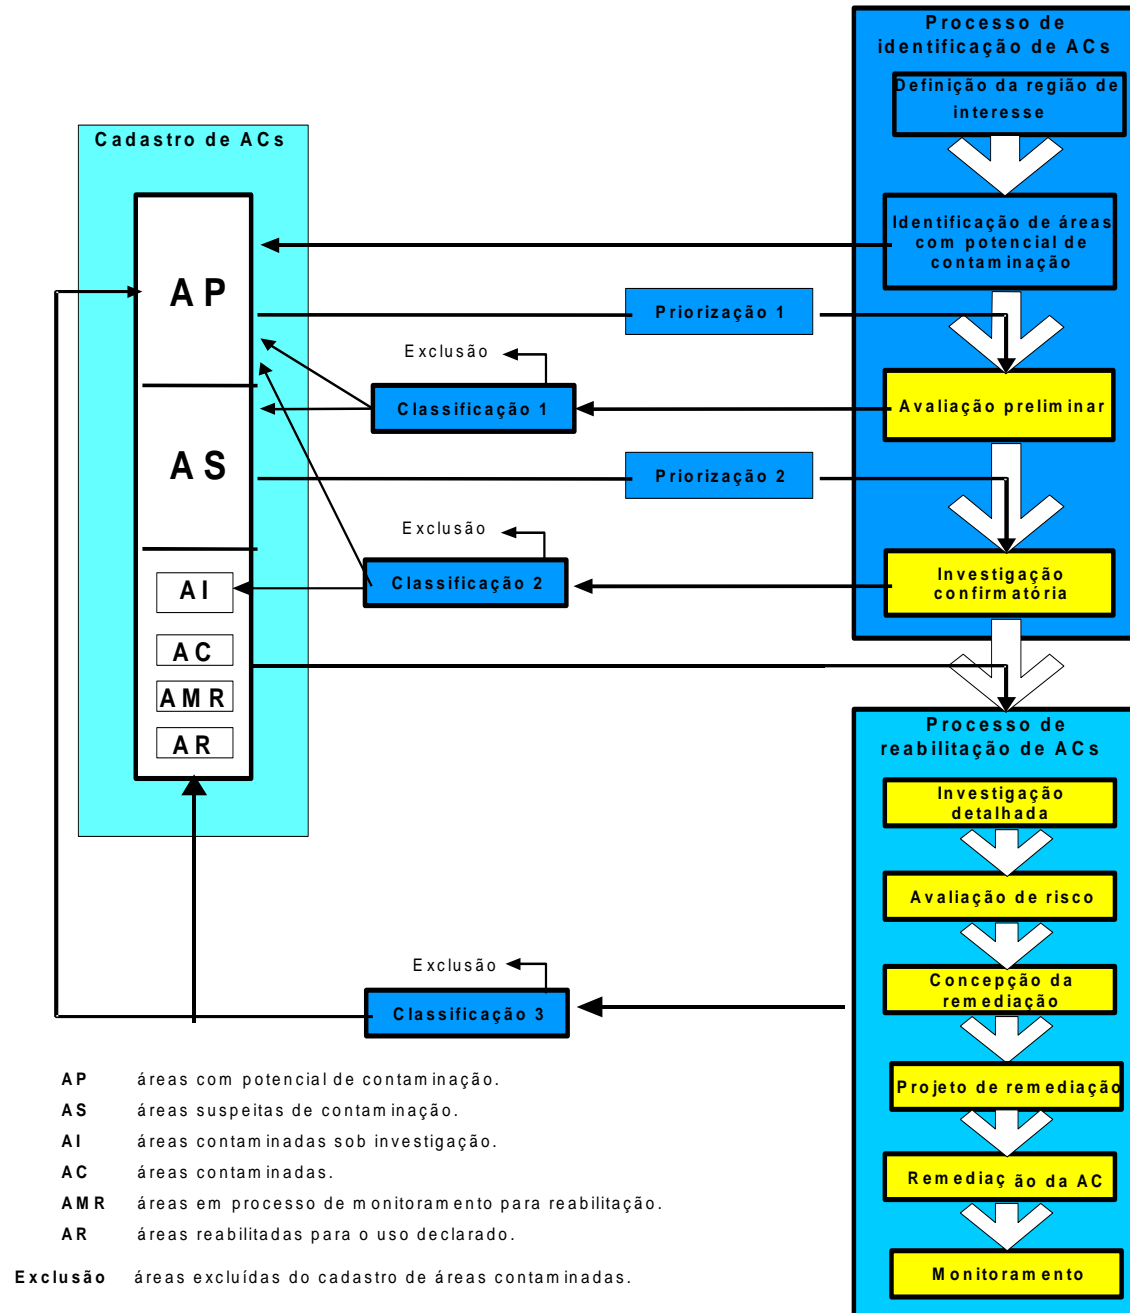 Processo de
identificação de ACs
Definição da região de
interesse
Cadastro de ACs
Identificação de áreas
com potencial de
contaminação
AP
Priorização 1
Exclusão
Classificação 1
Avaliação preliminar
AS
Priorização 2
Exclusão
Classificação 2
Investigação
confirmatória
AI
AC
AMR
AR
Processo de
reabilitação de ACs
Investigação
detalhada
Avaliação de risco
Exclusão
Classificação 3
Concepção da
remediação
Projeto de remediação
Remediação da AC
Monitoramento
AP áreas com potencial de contaminação.
AS áreas suspeitas de contaminação.
AI áreas contaminadas sob investigação.
AC áreas contaminadas.
AMR áreas em processo de monitoramento para reabilitação.
AR áreas reabilitadas para o uso declarado.
Exclusão áreas excluídas do cadastro de áreas contaminadas.